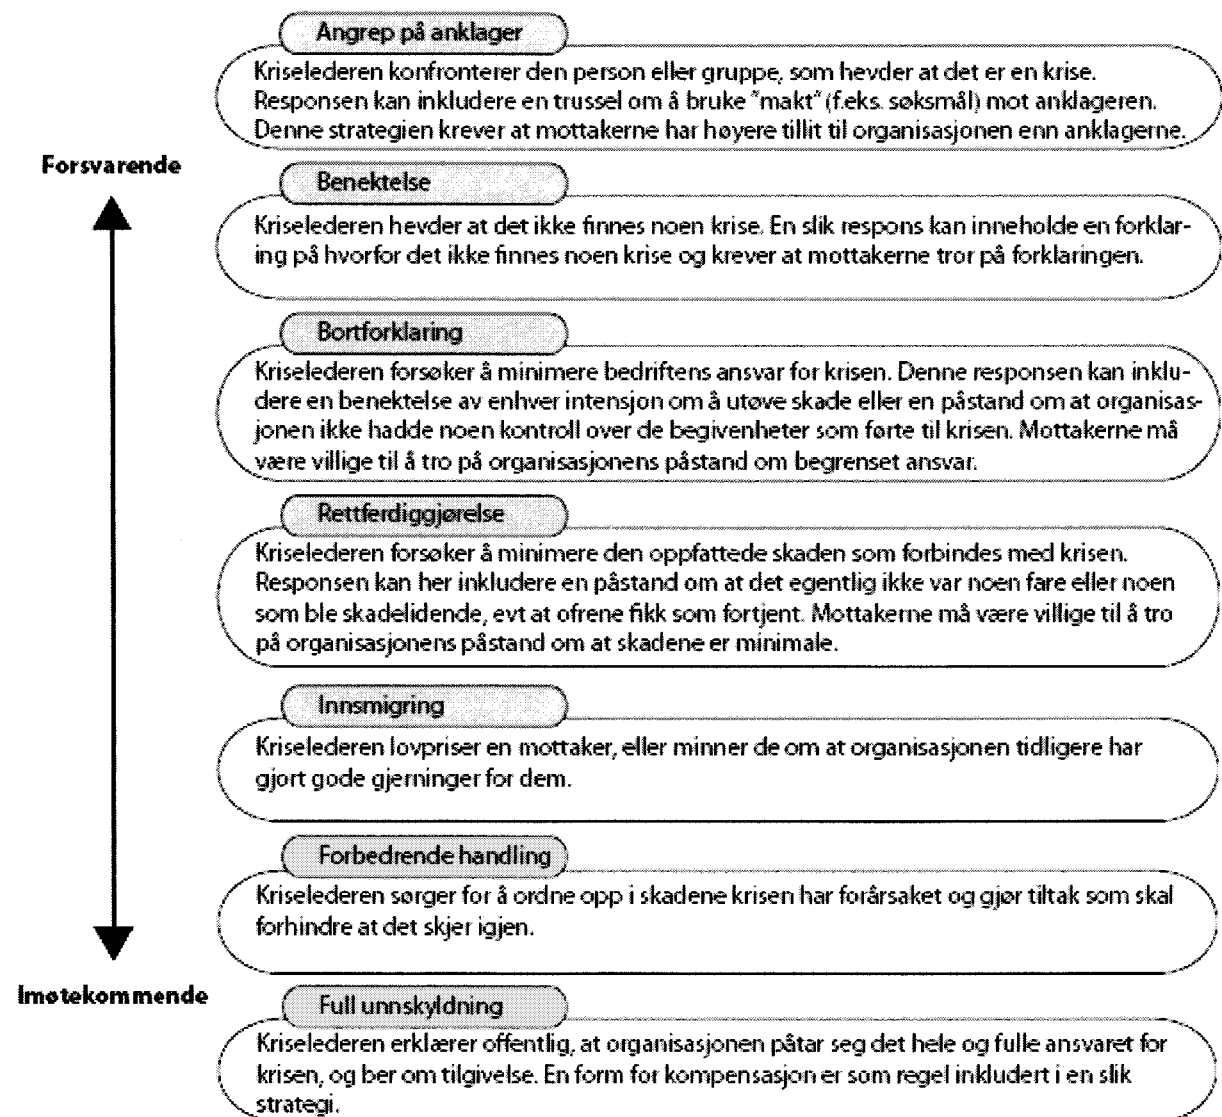 Angrep på anklager
Kriselederen konfronterer den person eller gruppe, som hevder at det er en krise.
Responsen kan inkludere en trussel om å bruke "makt" (f.eks. søksmål) mot anklageren.
Denne strategien krever at mottakerne har høyere tillit til organisasjonen enn anklagerne.
Forsvarende
Benektelse
Kriselederen hevder at det ikke finnes noen krise. En slik respons kan inneholde en forklar-
ing på hvorfor det ikke finnes noen krise og krever at mottakerne tror på forklaringen.
Bortforklaring
Kriselederen forsøker å minimere bedriftens ansvar for krisen. Denne responsen kan inklu-
dere en benektelse av enhver intensjon om å utøve skade eller en påstand om at organisas-
jonen ikke hadde noen kontroll over de begivenheter som førte til krisen. Mottakerne må
være villige til å tro på organisasjonens påstand om begrenset ansvar.
Rettferdiggjørelse
Kriselederen forsøker å minimere den oppfattede skaden som forbindes med krisen.
Responsen kan her inkludere en påstand om at det egentlig ikke var noen fare eller noen
som ble skadelidende, evt at ofrene fikk som fortjent. Mottakerne må være villige til å tro
på organisasjonens påstand om at skadene er minimale.
Innsmigring
Kriselederen lovpriser en mottaker, eller minner de om at organisasjonen tidligere har
gjort gode gjerninger for dem.
Forbedrende handling
Kriselederen sørger for å ordne opp i skadene krisen har forårsaket og gjør tiltak som skal
forhindre at det skjer igjen.
Imøtekommende
Full unnskyldning
Kriselederen erklærer offentlig, at organisasjonen påtar seg det hele og fulle ansvaret for
krisen, og ber om tilgivelse. En form for kompensasjon er som regel inkludert i en slik
strategi.